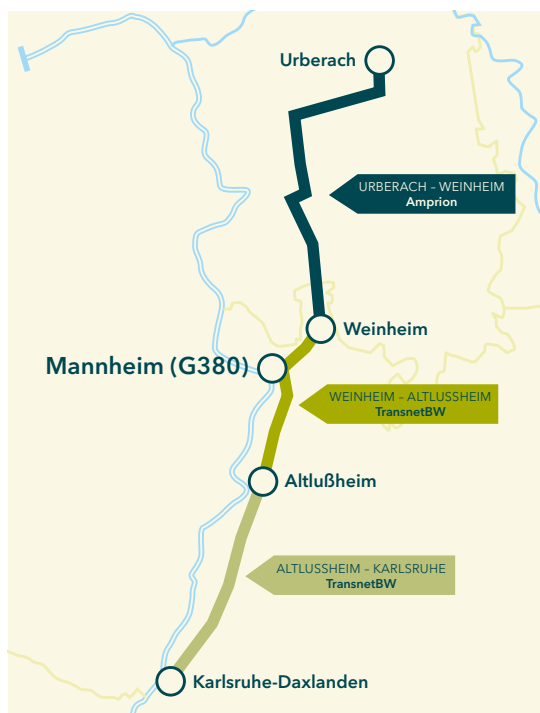 Urberach
URBERACH – WEINHEIM
Amprion
Weinheim
Mannheim (G380)
WEINHEIM – ALTLUSSHEIM
TransnetBW
Altlußheim
ALTLUSSHEIM – KARLSRUHE
TransnetBW
Karlsruhe-Daxlanden